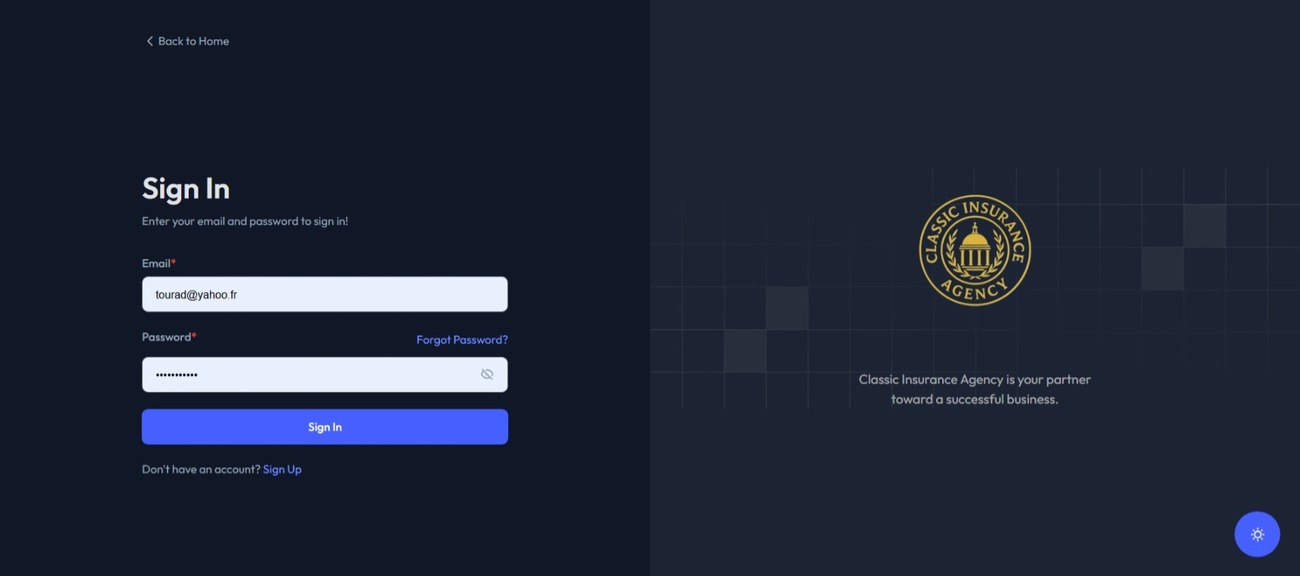 Back to Home
Sign In
Enter your email and password to sign in!
Email*
tourad@yahoo.fr
Password*
Forgot Password?
•••••••••••
Sign In
Don't have an account? Sign Up
CLASSIC INSURANCE
AGENCY
Classic Insurance Agency is your partner
toward a successful business.